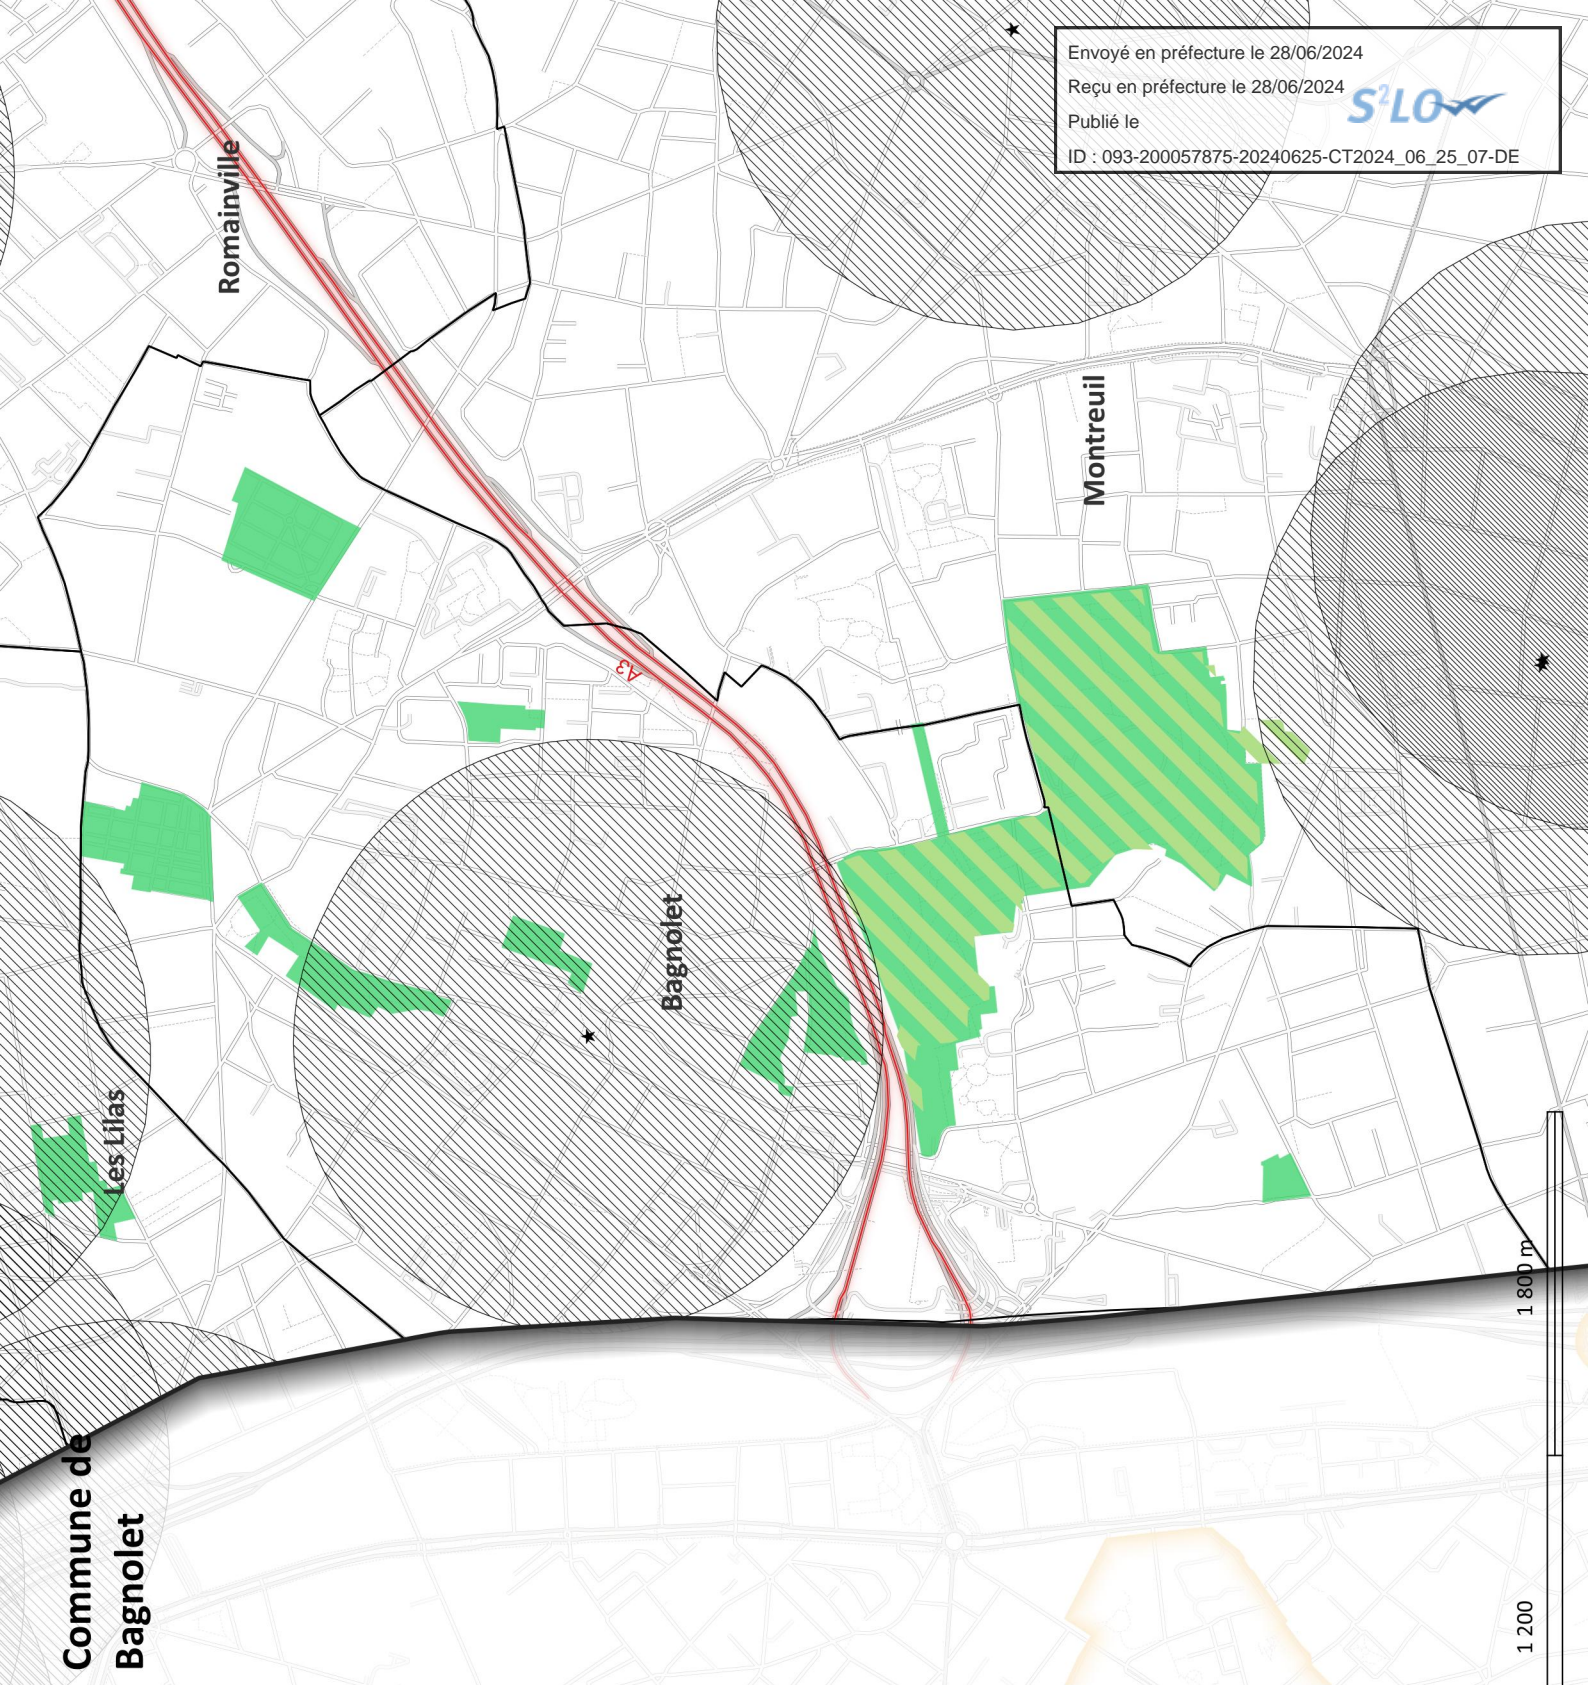 Envoyé en préfecture le 28/06/2024
Reçu en préfecture le 28/06/2024
Publié le
S²LO
ID : 093-200057875-20240625-CT2024_06_25_07-DE
Romainville
Montreuil
A3
Bagnolet
Les Lilas
Commune de
Bagnolet
1 800 m
1 200